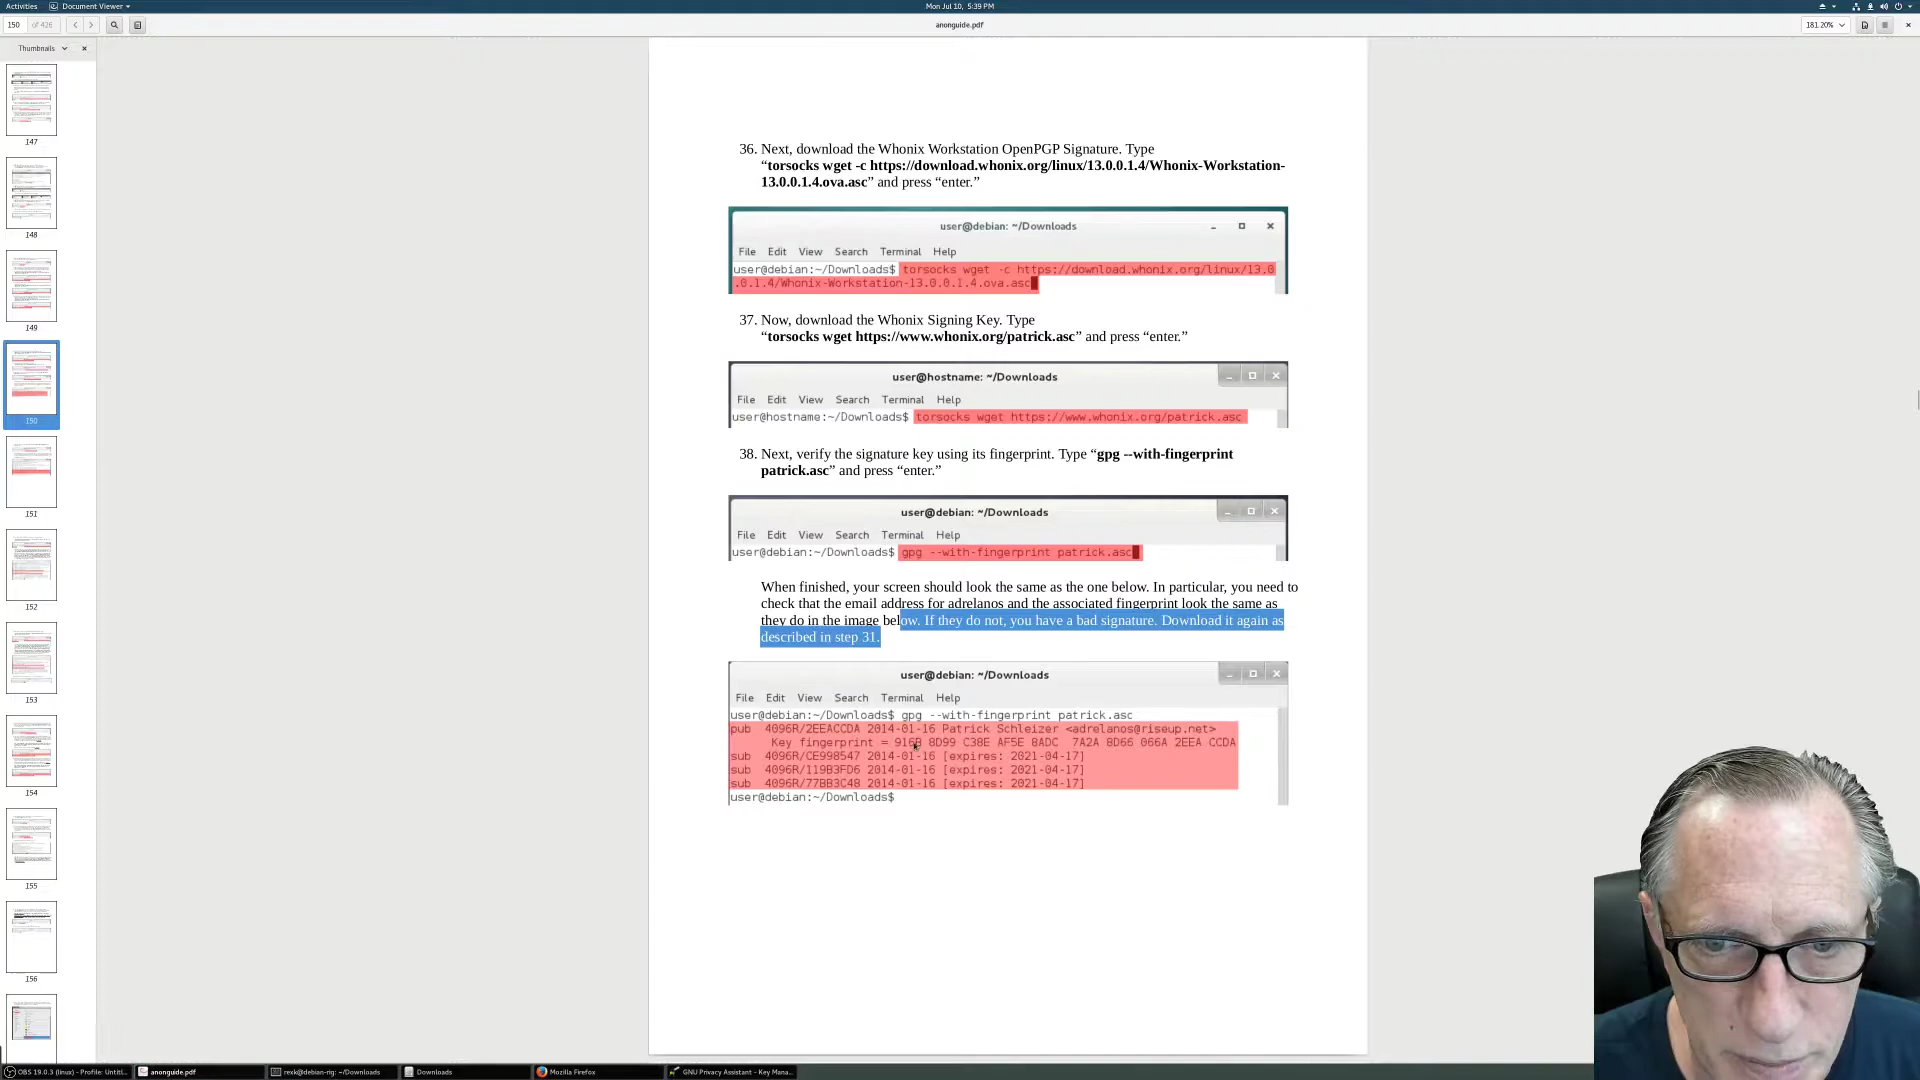 Activities Document Viewer ▾ Mon Jul 10, 5:39 PM
150 of 426 anonguide.pdf 181.20%
Thumbnails
147
148
149
150
151
152
153
154
155
156
36. Next, download the Whonix Workstation OpenPGP Signature. Type
“torsocks wget -c https://download.whonix.org/linux/13.0.0.1.4/Whonix-Workstation-
13.0.0.1.4.ova.asc” and press “enter.”
user@debian: ~/Downloads
File Edit View Search Terminal Help
user@debian:~/Downloads$ torsocks wget -c https://download.whonix.org/linux/13.0
.0.1.4/Whonix-Workstation-13.0.0.1.4.ova.asc
37. Now, download the Whonix Signing Key. Type
“torsocks wget https://www.whonix.org/patrick.asc” and press “enter.”
user@hostname: ~/Downloads
File Edit View Search Terminal Help
user@hostname:~/Downloads$ torsocks wget https://www.whonix.org/patrick.asc
38. Next, verify the signature key using its fingerprint. Type “gpg --with-fingerprint
patrick.asc” and press “enter.”
user@debian: ~/Downloads
File Edit View Search Terminal Help
user@debian:~/Downloads$ gpg --with-fingerprint patrick.asc
When finished, your screen should look the same as the one below. In particular, you need to
check that the email address for adrelanos and the associated fingerprint look the same as
they do in the image below. If they do not, you have a bad signature. Download it again as
described in step 31.
user@debian: ~/Downloads
File Edit View Search Terminal Help
user@debian:~/Downloads$ gpg --with-fingerprint patrick.asc
pub 4096R/2EEACCDA 2014-01-16 Patrick Schleizer <adrelanos@riseup.net>
Key fingerprint = 916B 8D99 C38E AF5E 8ADC 7A2A 8D66 066A 2EEA CCDA
sub 4096R/CE998547 2014-01-16 [expires: 2021-04-17]
sub 4096R/119B3FD6 2014-01-16 [expires: 2021-04-17]
sub 4096R/77BB3C48 2014-01-16 [expires: 2021-04-17]
user@debian:~/Downloads$
OBS 19.0.3 (linux) - Profile: Untitl... anonguide.pdf rexk@debian-rig: ~/Downloads Downloads Mozilla Firefox GNU Privacy Assistant - Key Mana...